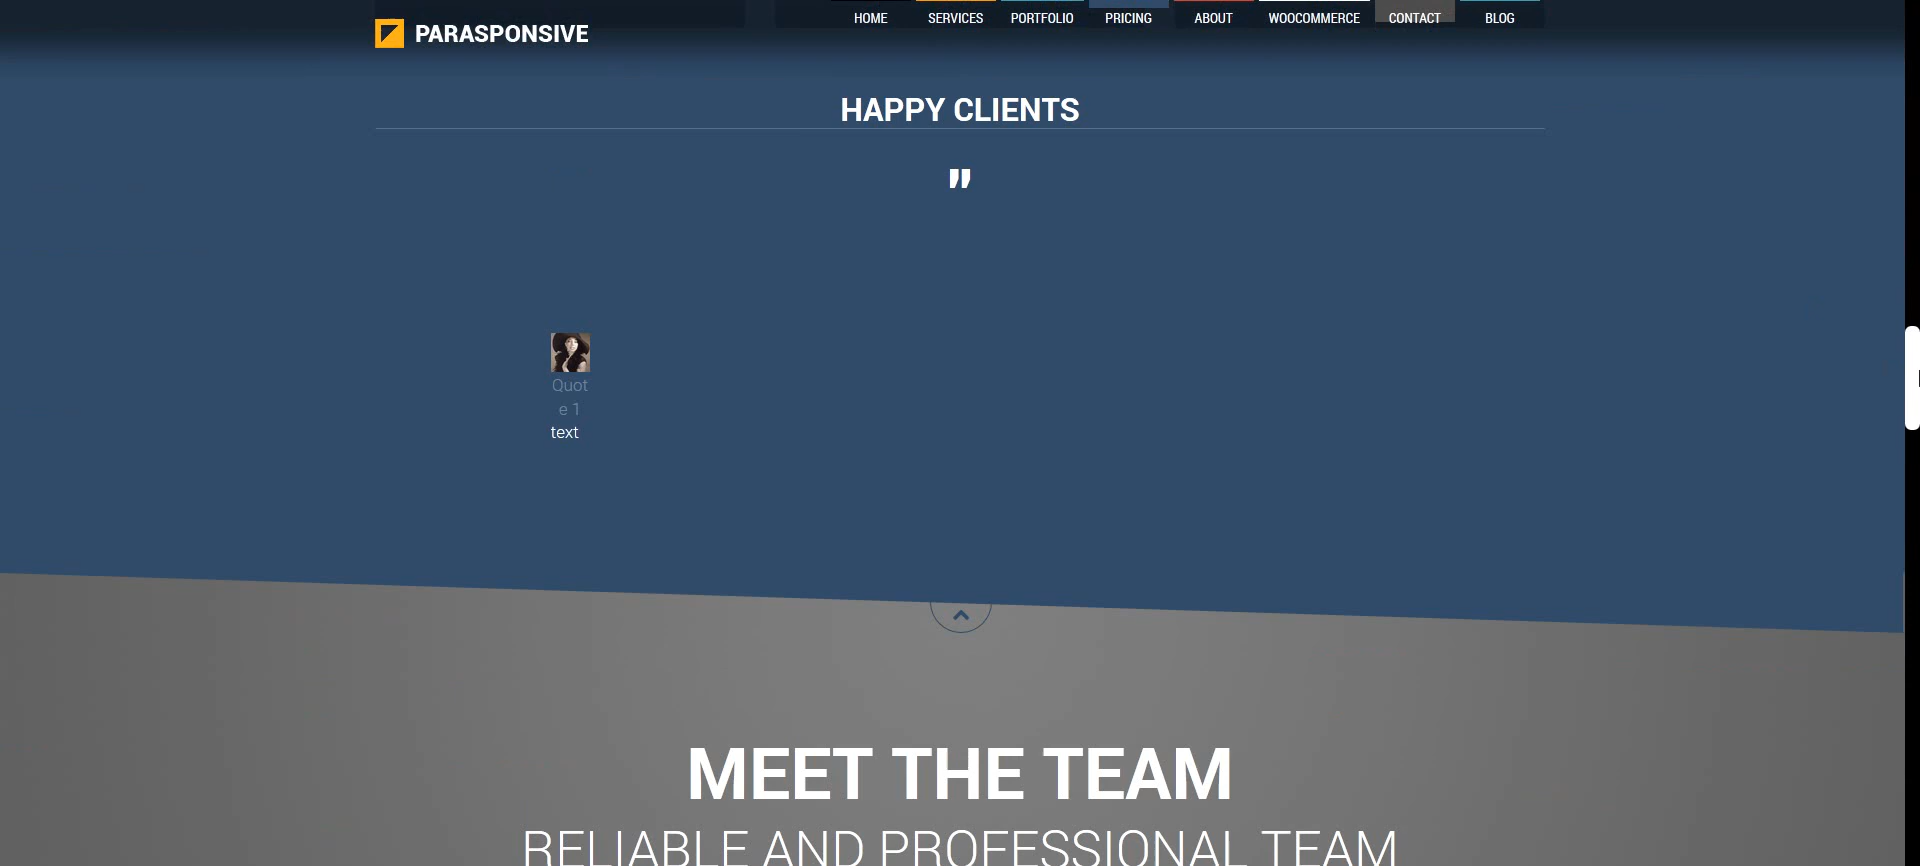 PARASPONSIVE
HOME SERVICES PORTFOLIO PRICING ABOUT WOOCOMMERCE CONTACT BLOG
HAPPY CLIENTS
"
Quot
e 1
text
MEET THE TEAM
RELIABLE AND PROFESSIONAL TEAM